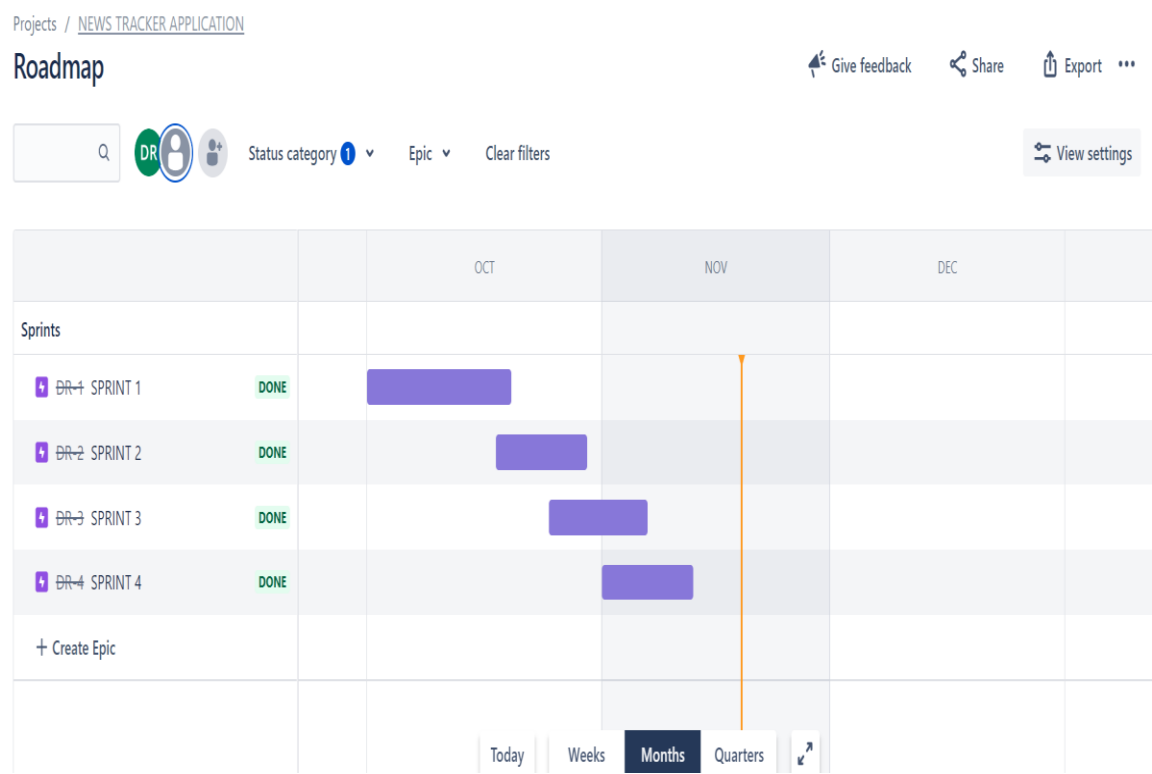 Projects / NEWS TRACKER APPLICATION
Roadmap
Give feedback Share Export
DR Status category 1 Epic Clear filters View settings
OCT NOV DEC
Sprints
DR-1 SPRINT 1 DONE
DR-2 SPRINT 2 DONE
DR-3 SPRINT 3 DONE
DR-4 SPRINT 4 DONE
+ Create Epic
Today Weeks Months Quarters